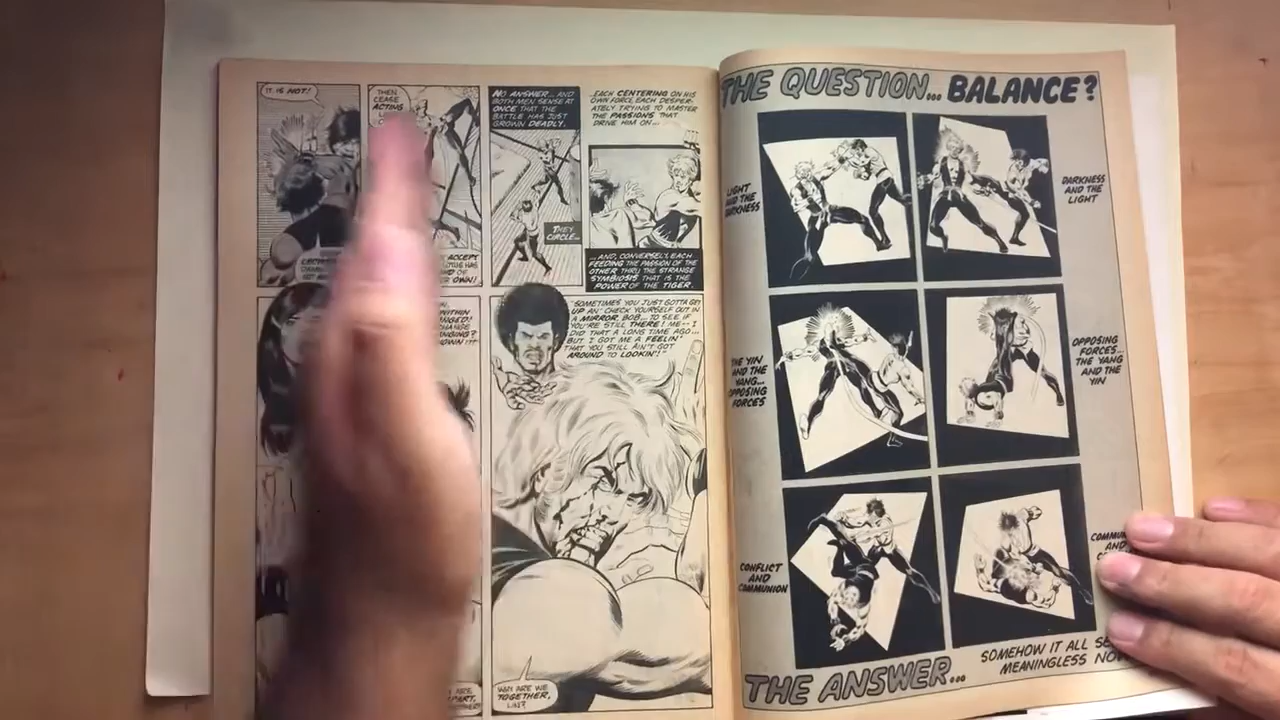 IT IS NOT!
THEN
CEASE
ACTING
NO ANSWER... AND
BOTH MEN SENSE AT
ONCE THAT THE
BATTLE HAS JUST
GROWN DEADLY.
THEY
CIRCLE...
...EACH CENTERING ON HIS
OWN FORCE, EACH DESPER-
ATELY TRYING TO MASTER
THE PASSIONS THAT
DRIVE HIM ON...
...AND, CONVERSELY, EACH
FEEDING THE PASSION OF THE
OTHER THRU THE STRANGE
SYMBIOSIS THAT IS THE
POWER OF THE TIGER.
ACCEPT
OWN!
"SOMETIMES YOU JUST GOTTA GET
UP AN' CHECK YOURSELF OUT IN
A MIRROR, BOB... TO SEE IF
YOU'RE STILL THERE! ME-- I
DID THAT A LONG TIME AGO...
BUT I GOT ME A FEELIN'
THAT YOU STILL AIN'T GOT
AROUND TO LOOKIN'!"
WHY ARE WE
TOGETHER,
LIN?
THE QUESTION... BALANCE?
LIGHT
AND THE
DARKNESS
DARKNESS
AND THE
LIGHT
THE YIN
AND THE
YANG...
OPPOSING
FORCES
OPPOSING
FORCES...
THE YANG
AND THE
YIN
CONFLICT
AND
COMMUNION
AND
SOMEHOW IT ALL
MEANINGLESS
THE ANSWER...